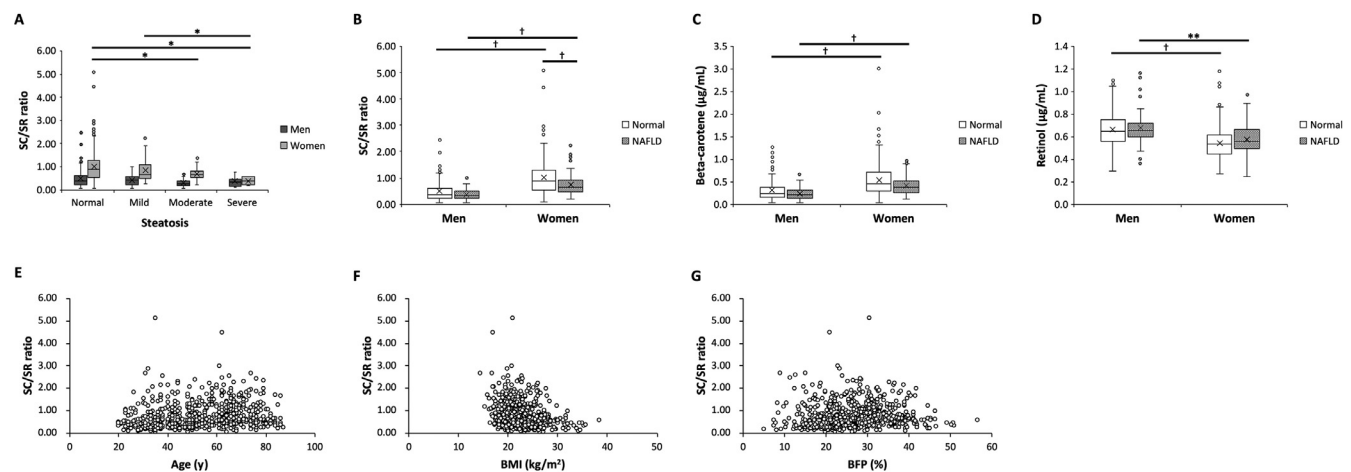 A
*
*
*
6.00
5.00
4.00
3.00
2.00
1.00
0.00
SC/SR ratio
Normal Mild Moderate Severe
Steatosis
Men
Women
B
†
†
†
6.00
5.00
4.00
3.00
2.00
1.00
0.00
SC/SR ratio
Men Women
Normal
NAFLD
C
†
†
3.5
3.0
2.5
2.0
1.5
1.0
0.5
0.0
Beta-carotene (μg/mL)
Men Women
Normal
NAFLD
D
**
†
1.4
1.2
1.0
0.8
0.6
0.4
0.2
0.0
Retinol (μg/mL)
Men Women
Normal
NAFLD
E
6.00
5.00
4.00
3.00
2.00
1.00
0.00
SC/SR ratio
0 20 40 60 80 100
Age (y)
F
6.00
5.00
4.00
3.00
2.00
1.00
0.00
SC/SR ratio
0 10 20 30 40 50
BMI (kg/m²)
G
6.00
5.00
4.00
3.00
2.00
1.00
0.00
SC/SR ratio
0 10 20 30 40 50 60
BFP (%)